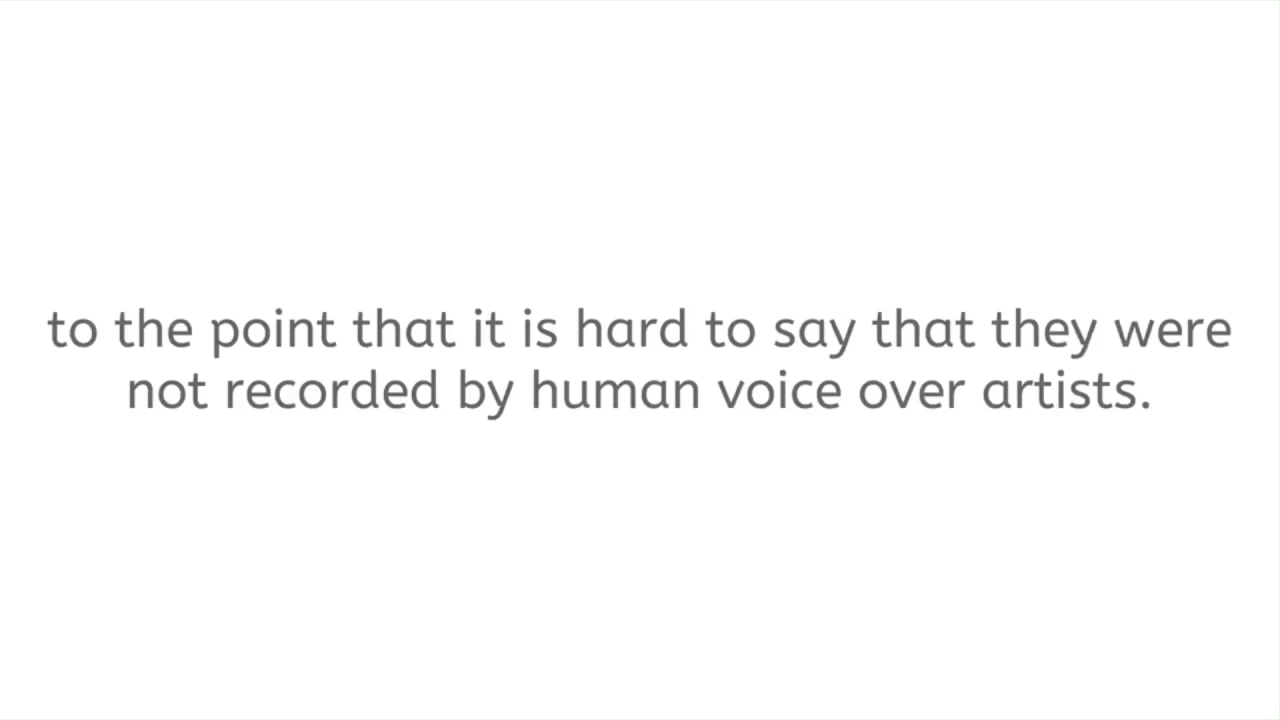 to the point that it is hard to say that they were
not recorded by human voice over artists.